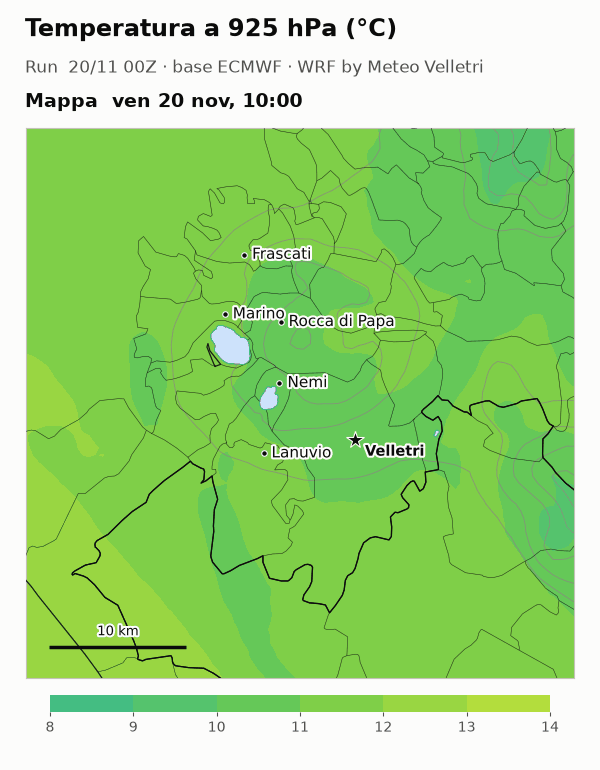 Temperatura a 925 hPa (°C)
Run  20/11 00Z · base ECMWF · WRF by Meteo Velletri
Mappa  ven 20 nov, 10:00
Frascati
Marino
Rocca di Papa
Nemi
Velletri
Lanuvio
10 km
8 9 10 11 12 13 14